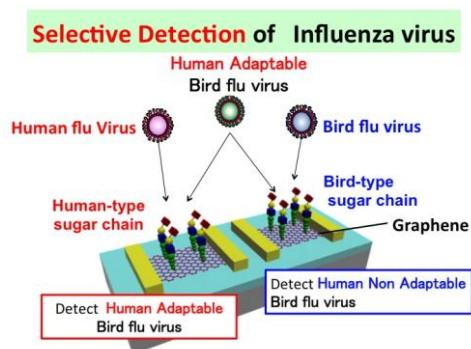 Selective Detection of Influenza virus
Human Adaptable
Bird flu virus
Human flu Virus
Bird flu virus
Human-type
sugar chain
Bird-type
sugar chain
Graphene
Detect Human Adaptable
Bird flu virus
Detect Human Non Adaptable
Bird flu virus